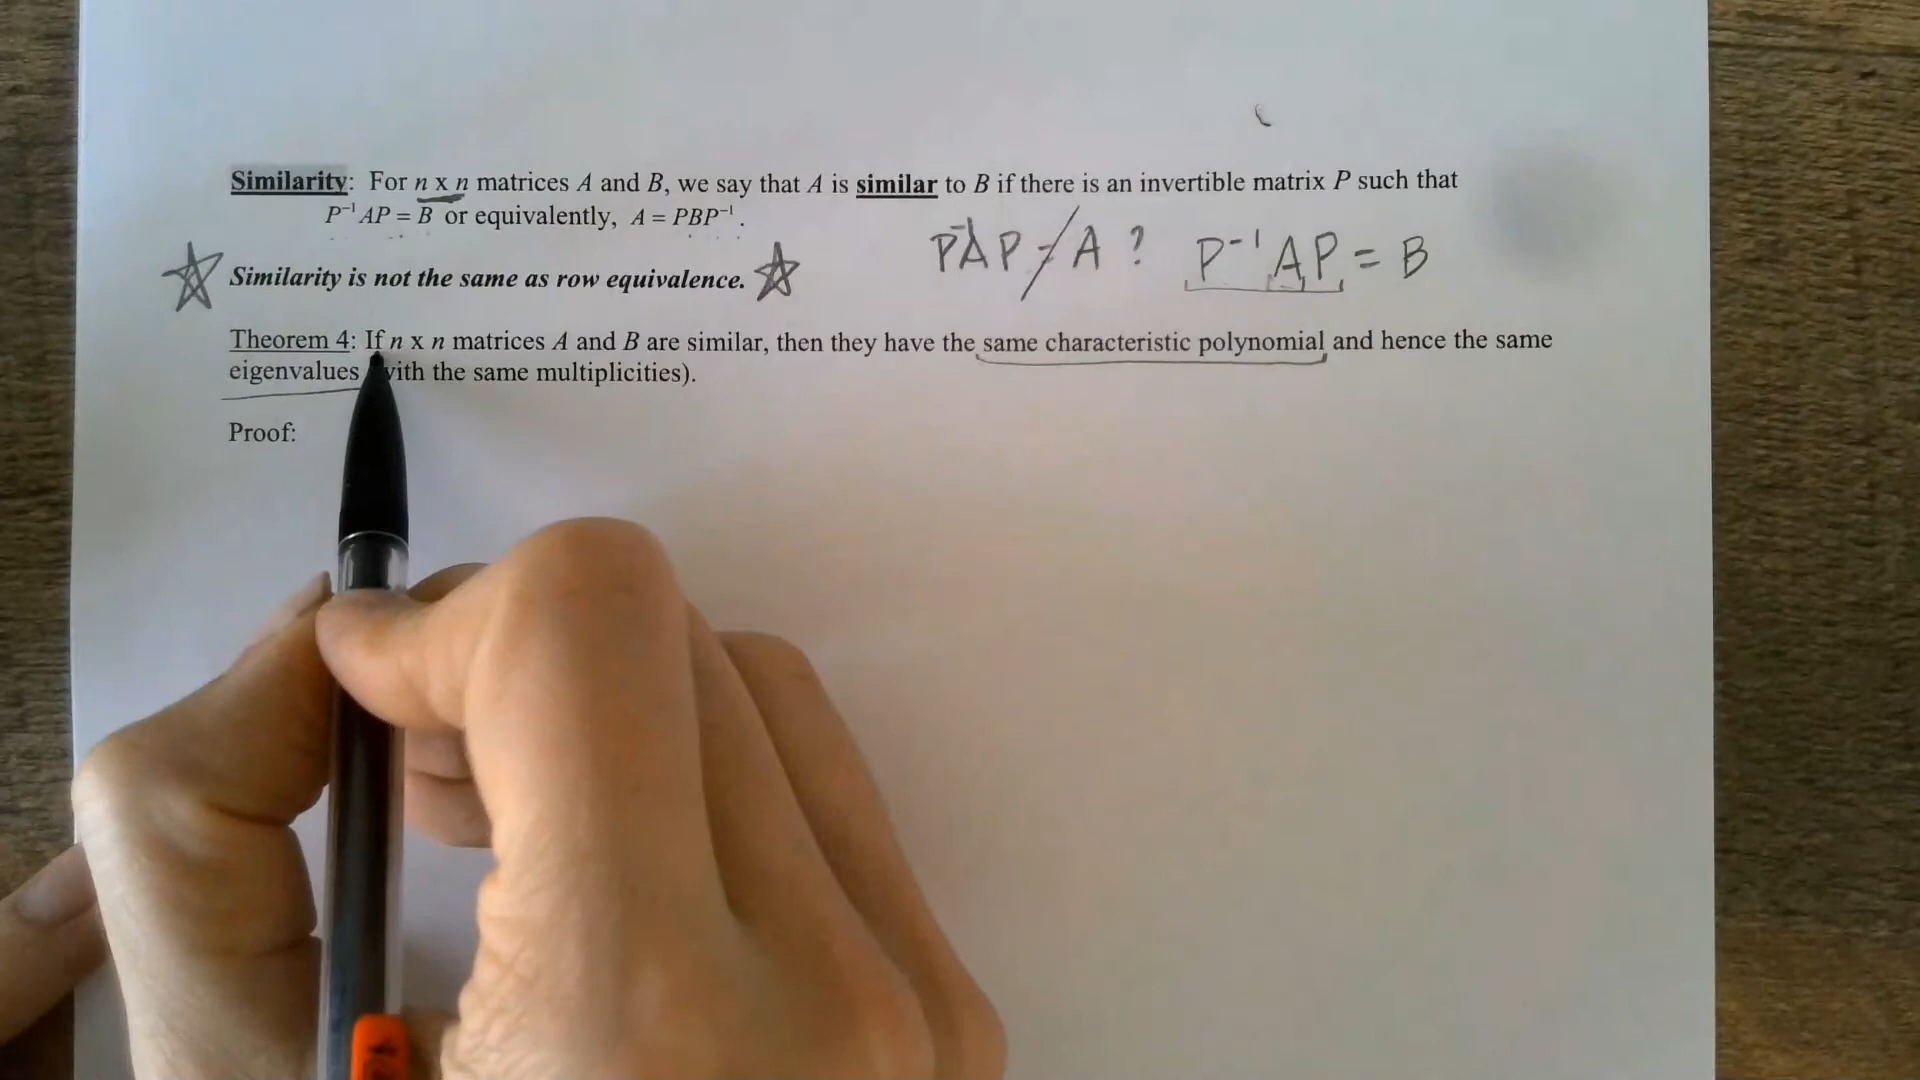 Similarity: For n x n matrices A and B, we say that A is similar to B if there is an invertible matrix P such that
P⁻¹AP = B or equivalently, A = PBP⁻¹.
P⁻¹AP ≠ A ? P⁻¹AP = B
Similarity is not the same as row equivalence.
Theorem 4: If n x n matrices A and B are similar, then they have the same characteristic polynomial and hence the same
eigenvalues with the same multiplicities).
Proof: